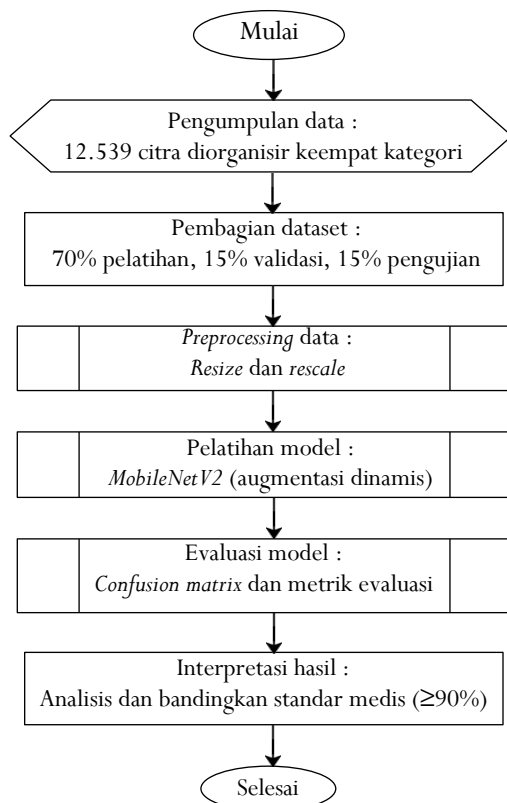 Mulai
Pengumpulan data :
12.539 citra diorganisir keempat kategori
Pembagian dataset :
70% pelatihan, 15% validasi, 15% pengujian
Preprocessing data :
Resize dan rescale
Pelatihan model :
MobileNetV2 (augmentasi dinamis)
Evaluasi model :
Confusion matrix dan metrik evaluasi
Interpretasi hasil :
Analisis dan bandingkan standar medis (≥90%)
Selesai